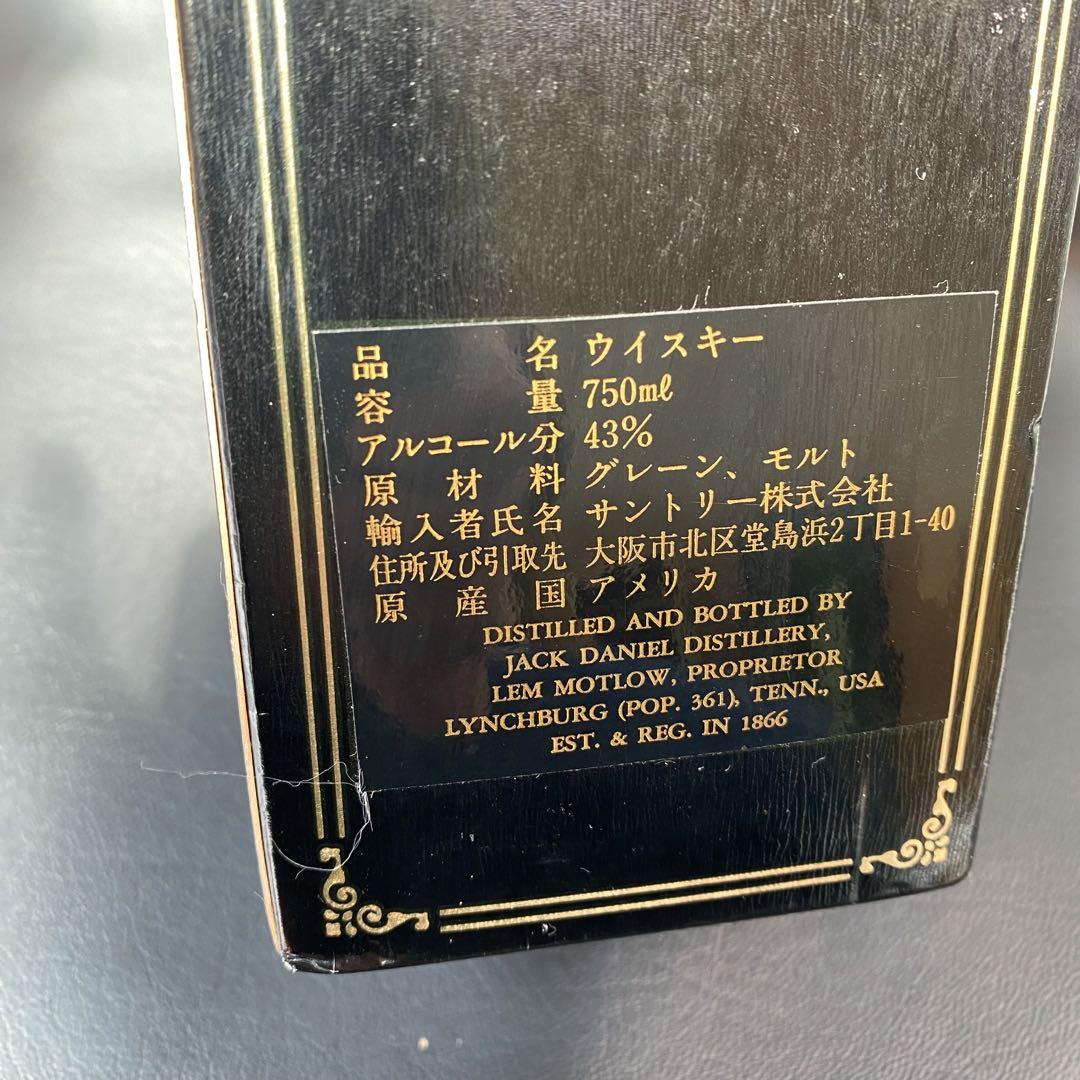 品名 ウイスキー
容量 750mℓ
アルコール分 43%
原材料 グレーン、モルト
輸入者氏名 サントリー株式会社
住所及び引取先 大阪市北区堂島浜2丁目1-40
原産国 アメリカ
DISTILLED AND BOTTLED BY
JACK DANIEL DISTILLERY,
LEM MOTLOW, PROPRIETOR
LYNCHBURG (POP. 361), TENN., USA
EST. & REG. IN 1866